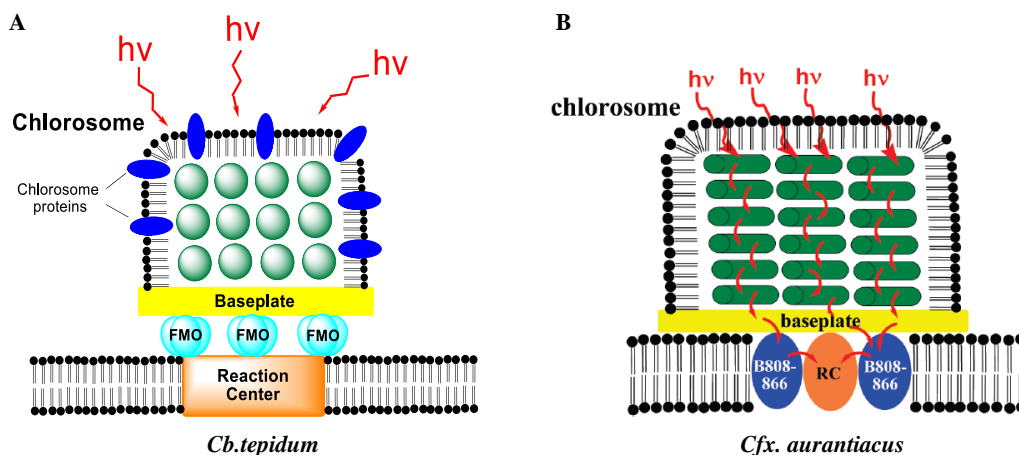 A
hν
hν
hν
Chlorosome
Chlorosome
proteins
Baseplate
FMO
FMO
FMO
Reaction
Center
Cb.tepidum
B
hν
hν
hν
hν
chlorosome
baseplate
B808-
866
RC
B808-
866
Cfx. aurantiacus